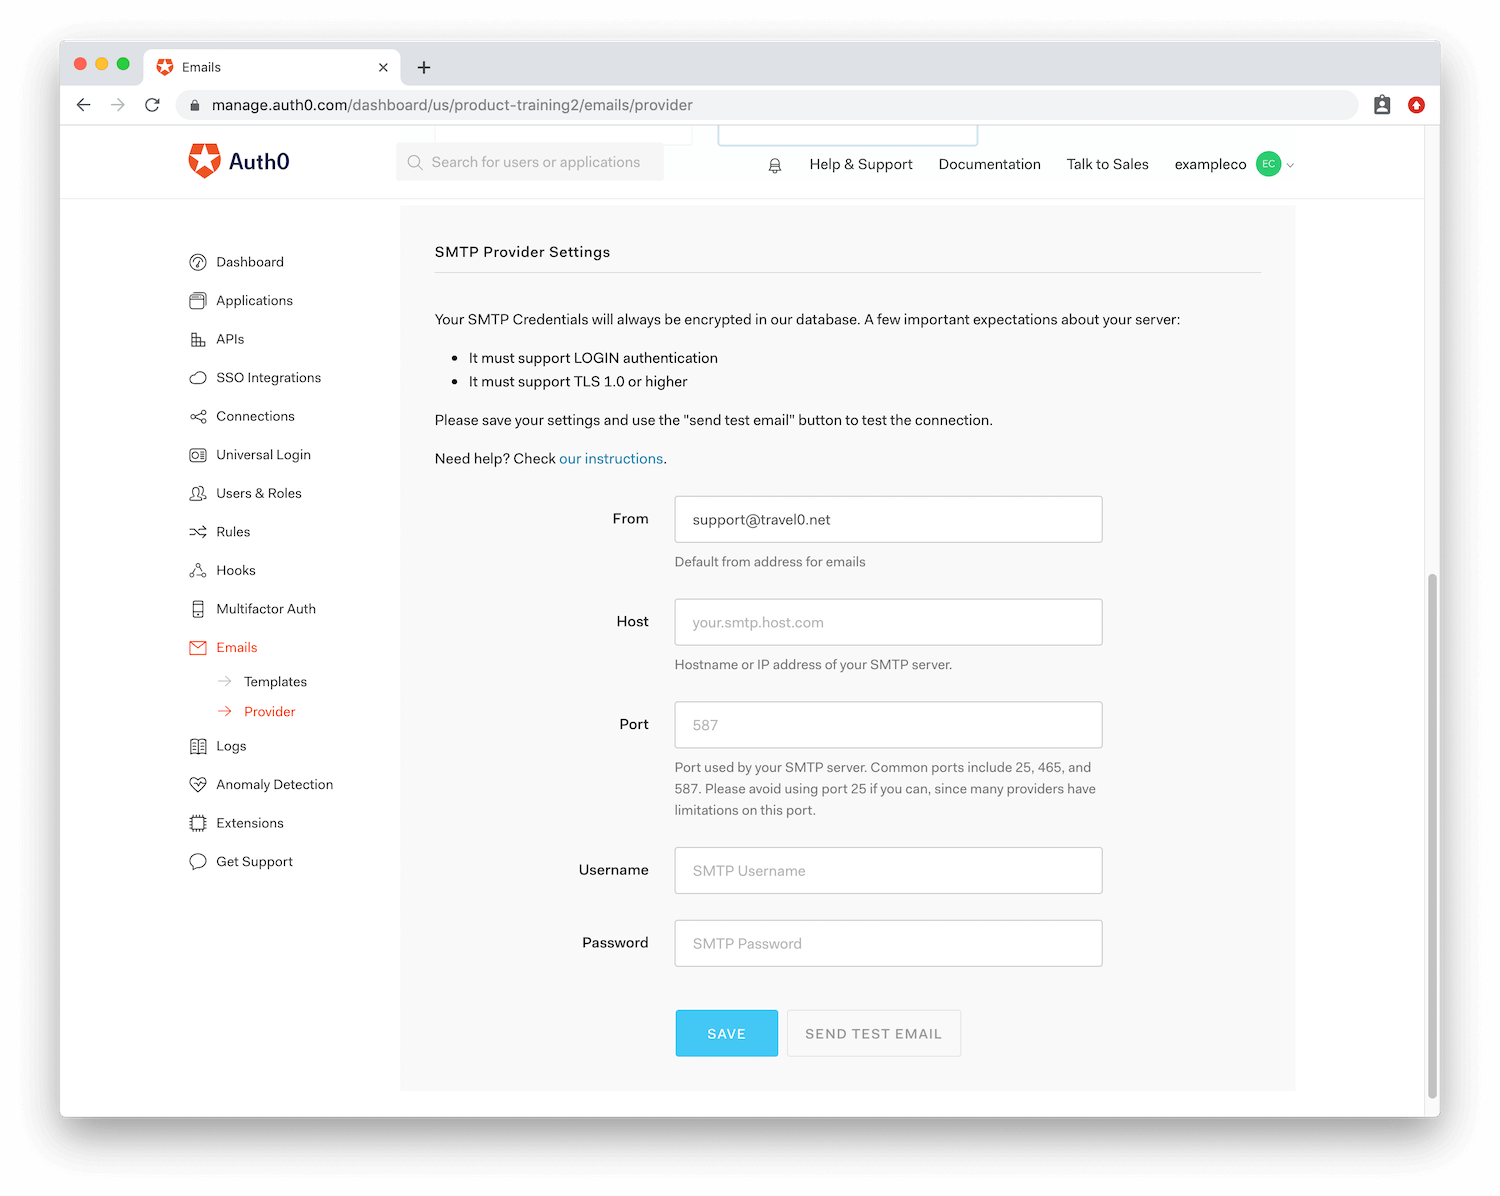 Emails
manage.auth0.com/dashboard/us/product-training2/emails/provider
Auth0
Search for users or applications
Help & Support
Documentation
Talk to Sales
exampleco
EC
Dashboard
Applications
APIs
SSO Integrations
Connections
Universal Login
Users & Roles
Rules
Hooks
Multifactor Auth
Emails
Templates
Provider
Logs
Anomaly Detection
Extensions
Get Support
SMTP Provider Settings
Your SMTP Credentials will always be encrypted in our database. A few important expectations about your server:
• It must support LOGIN authentication
• It must support TLS 1.0 or higher
Please save your settings and use the "send test email" button to test the connection.
Need help? Check our instructions.
From
support@travel0.net
Default from address for emails
Host
your.smtp.host.com
Hostname or IP address of your SMTP server.
Port
587
Port used by your SMTP server. Common ports include 25, 465, and
587. Please avoid using port 25 if you can, since many providers have
limitations on this port.
Username
SMTP Username
Password
SMTP Password
SAVE
SEND TEST EMAIL